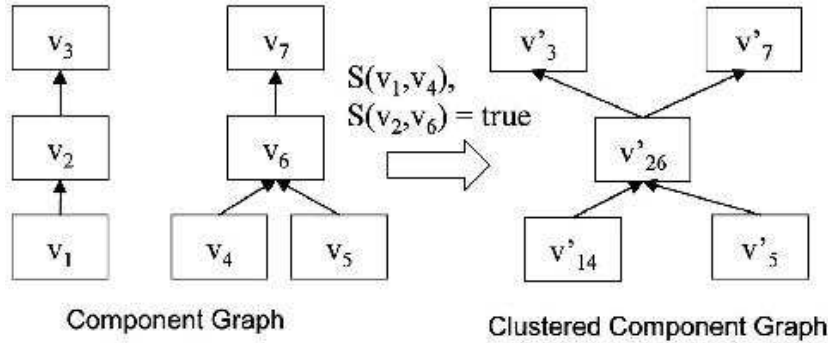 v₃ v₇ v'₃ v'₇
S(v₁,v₄),
S(v₂,v₆) = true
v₂ v₆ v'₂₆
v₁ v₄ v₅ v'₁₄ v'₅
Component Graph
Clustered Component Graph